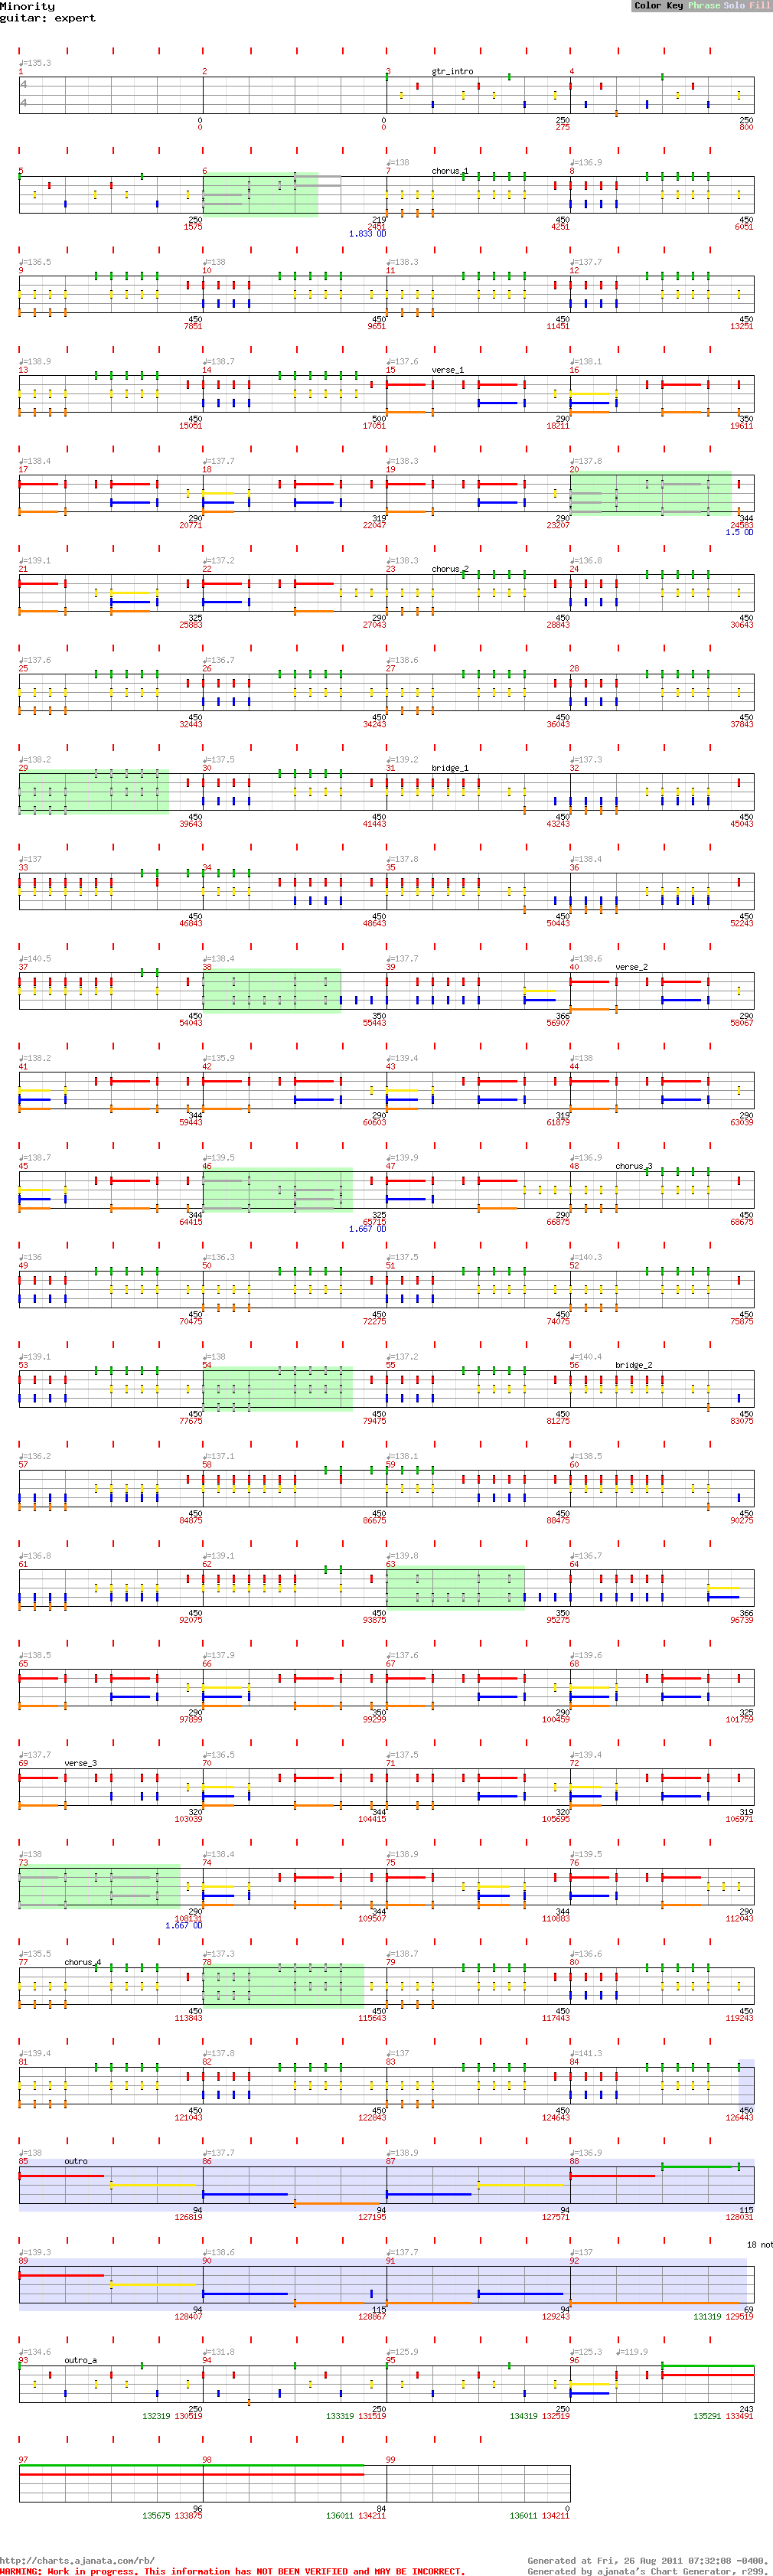 Minority
guitar: expert
Color Key Phrase Solo Fill
♩=135.3
1 2 3 gtr_intro 4
4
4
0 0 250 250
0 0 275 800
♩=138 ♩=136.9
5 6 7 chorus_1 8
250 219 450 450
1575 2451 4251 6051
1.833 OD
♩=136.5 ♩=138 ♩=138.3 ♩=137.7
9 10 11 12
450 450 450 450
7851 9651 11451 13251
♩=138.9 ♩=138.7 ♩=137.6 ♩=138.1
13 14 15 verse_1 16
450 500 290 350
15051 17051 18211 19611
♩=138.4 ♩=137.7 ♩=138.3 ♩=137.8
17 18 19 20
290 319 290 344
20771 22047 23207 24583
1.5 OD
♩=139.1 ♩=137.2 ♩=138.3 ♩=136.8
21 22 23 chorus_2 24
325 290 450 450
25883 27043 28843 30643
♩=137.6 ♩=136.7 ♩=138.6
25 26 27 28
450 450 450 450
32443 34243 36043 37843
♩=138.2 ♩=137.5 ♩=139.2 ♩=137.3
29 30 31 bridge_1 32
450 450 450 450
39643 41443 43243 45043
♩=137 ♩=137.8 ♩=138.4
33 34 35 36
450 450 450 450
46843 48643 50443 52243
♩=140.5 ♩=138.4 ♩=137.7 ♩=138.6
37 38 39 40 verse_2
450 350 366 290
54043 55443 56907 58067
♩=138.2 ♩=135.9 ♩=139.4 ♩=138
41 42 43 44
344 290 319 290
59443 60603 61879 63039
♩=138.7 ♩=139.5 ♩=139.9 ♩=136.9
45 46 47 48 chorus_3
344 325 290 450
64415 65715 66875 68675
1.667 OD
♩=136 ♩=136.3 ♩=137.5 ♩=140.3
49 50 51 52
450 450 450 450
70475 72275 74075 75875
♩=139.1 ♩=138 ♩=137.2 ♩=140.4
53 54 55 56 bridge_2
450 450 450 450
77675 79475 81275 83075
♩=136.2 ♩=137.1 ♩=138.1 ♩=138.5
57 58 59 60
450 450 450 450
84875 86675 88475 90275
♩=136.8 ♩=139.1 ♩=139.8 ♩=136.7
61 62 63 64
450 450 350 366
92075 93875 95275 96739
♩=138.5 ♩=137.9 ♩=137.6 ♩=139.6
65 66 67 68
290 350 290 325
97899 99299 100459 101759
♩=137.7 ♩=136.5 ♩=137.5 ♩=139.4
69 verse_3 70 71 72
320 344 320 319
103039 104415 105695 106971
♩=138 ♩=138.4 ♩=138.9 ♩=139.5
73 74 75 76
290 344 344 290
108131 109507 110883 112043
1.667 OD
♩=135.5 ♩=137.3 ♩=138.7 ♩=136.6
77 chorus_4 78 79 80
450 450 450 450
113843 115643 117443 119243
♩=139.4 ♩=137.8 ♩=137 ♩=141.3
81 82 83 84
450 450 450 450
121043 122843 124643 126443
♩=138 ♩=137.7 ♩=138.9 ♩=136.9
85 outro 86 87 88
94 94 94 115
126819 127195 127571 128031
18 not
♩=139.3 ♩=138.6 ♩=137.7 ♩=137
89 90 91 92
94 115 94 69
128407 128867 129243 131319 129519
♩=134.6 ♩=131.8 ♩=125.9 ♩=125.3 ♩=119.9
93 outro_a 94 95 96
250 250 250 243
132319 130519 133319 131519 134319 132519 135291 133491
97 98 99
96 84 0
135675 133875 136011 134211 136011 134211
http://charts.ajanata.com/rb/ Generated at Fri, 26 Aug 2011 07:32:08 -0400.
WARNING: Work in progress. This information has NOT BEEN VERIFIED and MAY BE INCORRECT. Generated by ajanata's Chart Generator, r299.